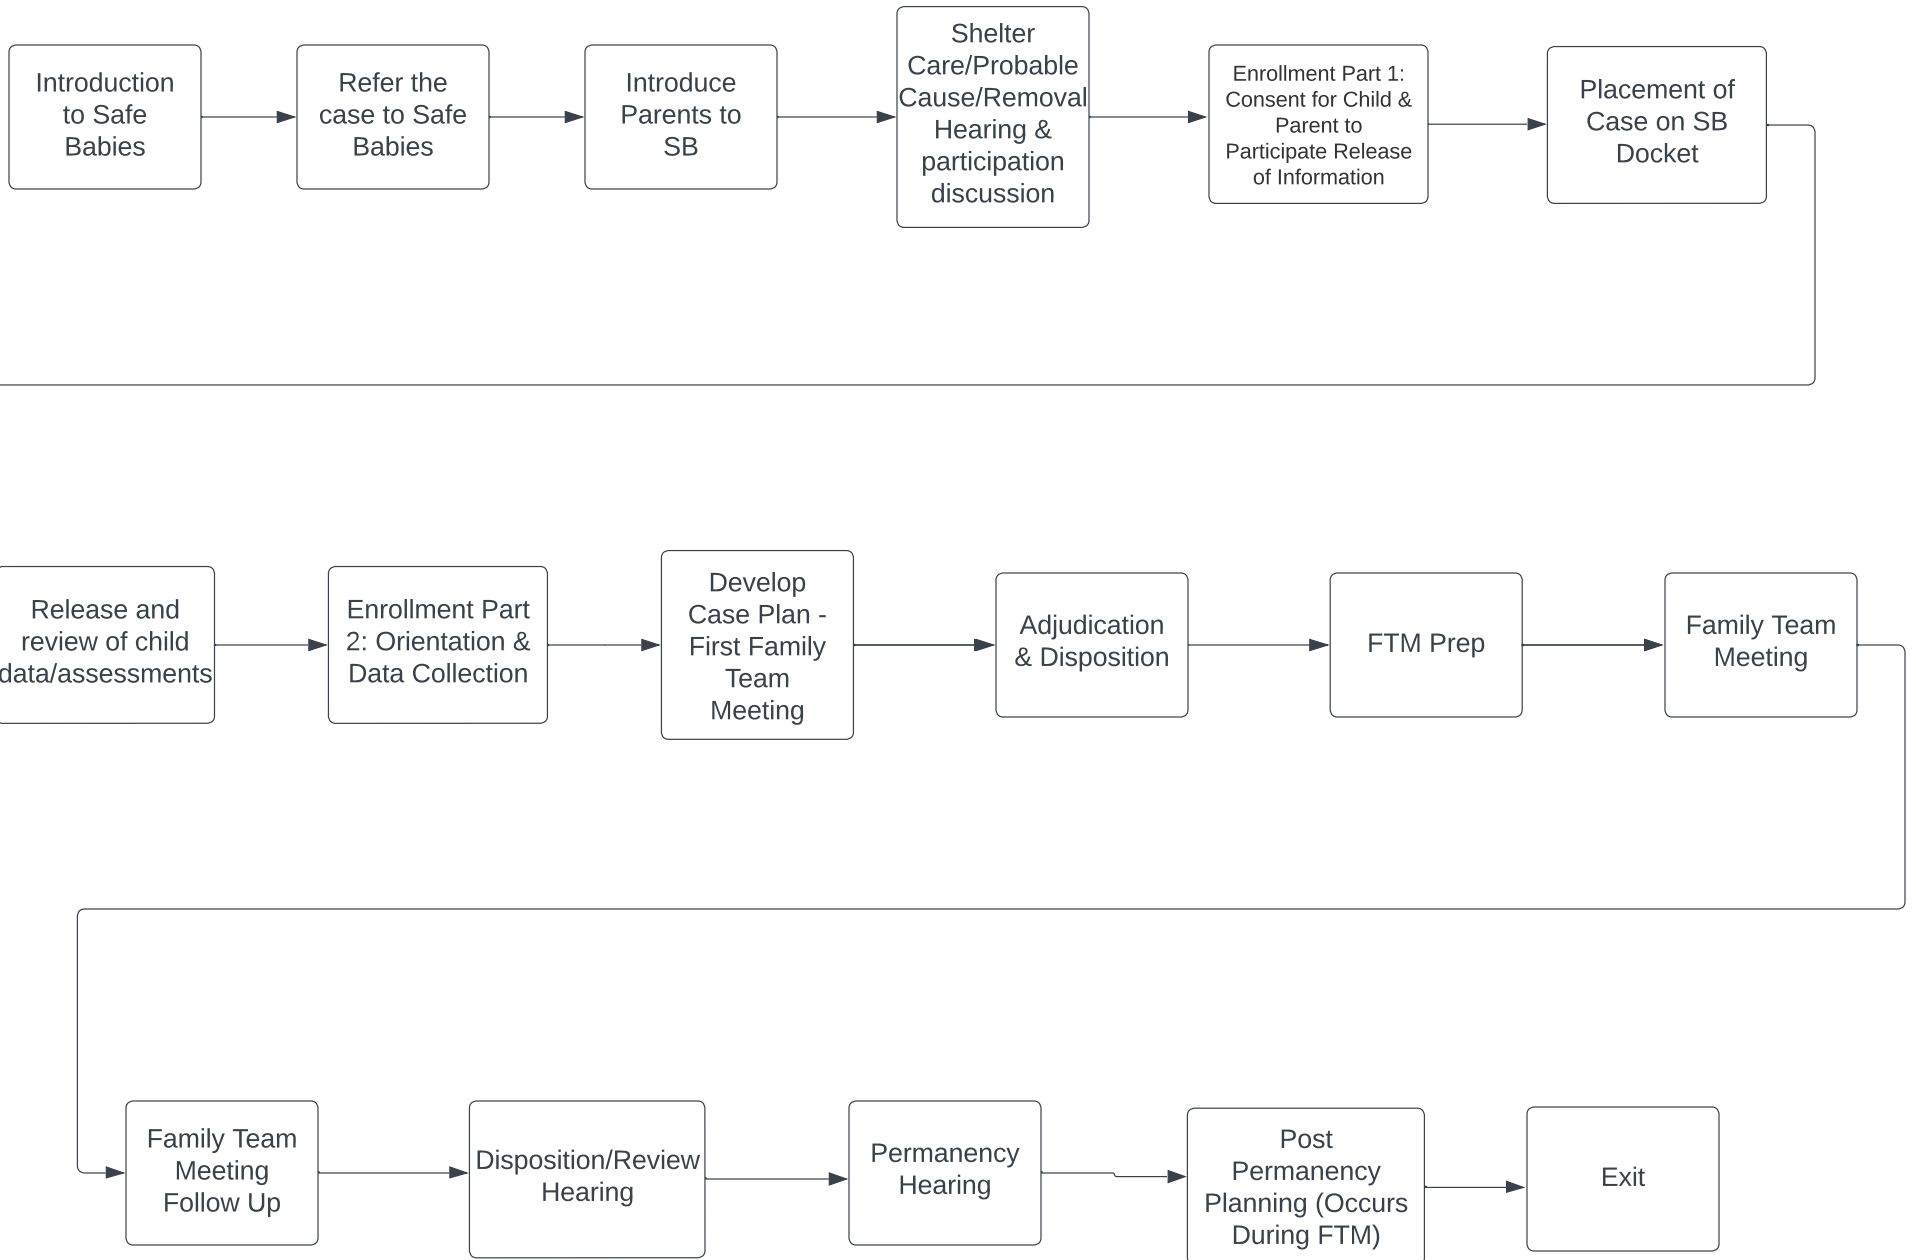 Introduction
to Safe
Babies
Refer the
case to Safe
Babies
Introduce
Parents to
SB
Shelter
Care/Probable
Cause/Removal
Hearing &
participation
discussion
Enrollment Part 1:
Consent for Child &
Parent to
Participate Release
of Information
Placement of
Case on SB
Docket
Release and
review of child
data/assessments
Enrollment Part
2: Orientation &
Data Collection
Develop
Case Plan -
First Family
Team
Meeting
Adjudication
& Disposition
FTM Prep
Family Team
Meeting
Family Team
Meeting
Follow Up
Disposition/Review
Hearing
Permanency
Hearing
Post
Permanency
Planning (Occurs
During FTM)
Exit